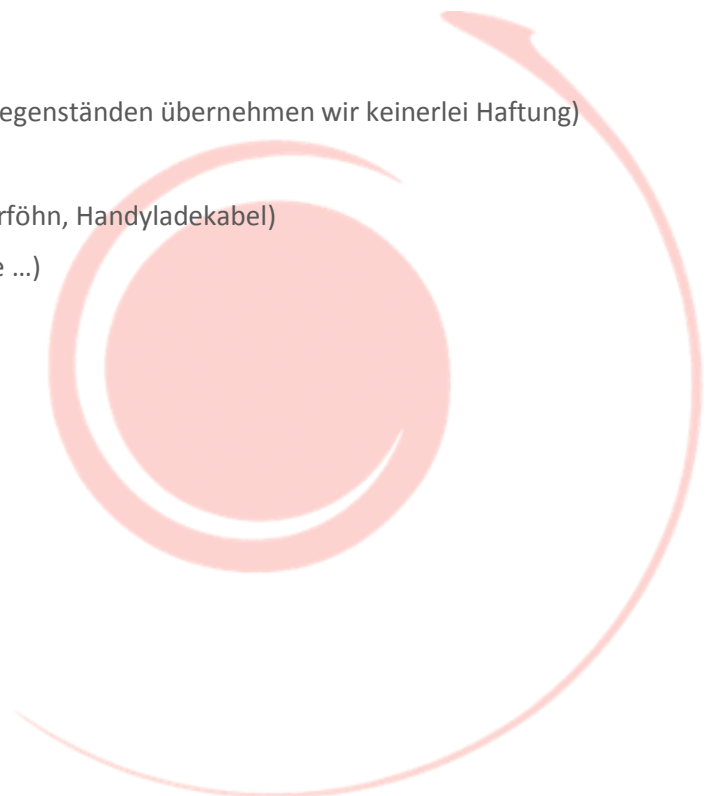 egenständen übernehmen wir keinerlei Haftung)
rföhn, Handyladekabel)
e …)